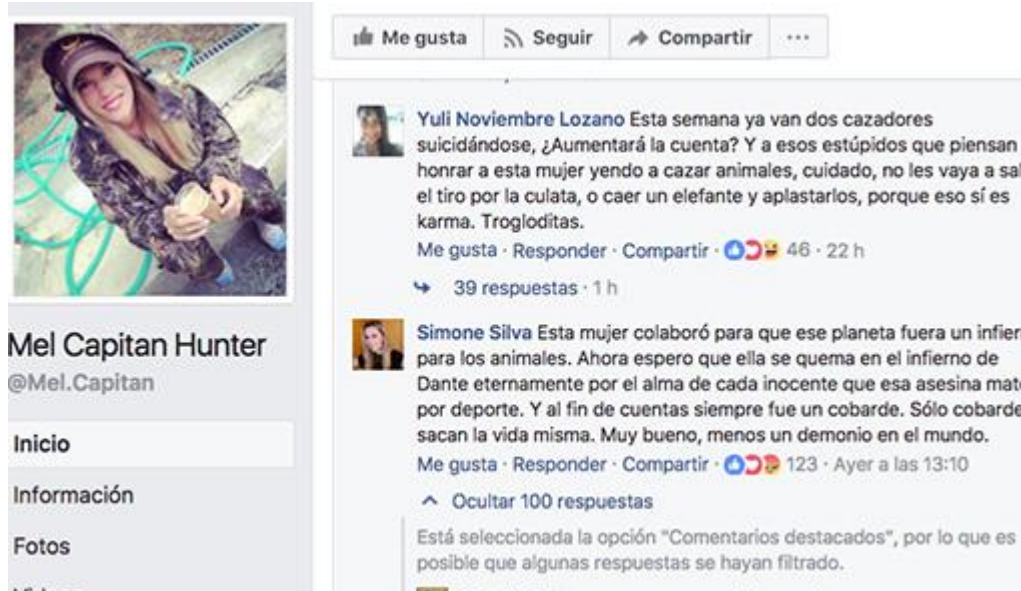 Me gusta Seguir Compartir ...
Yuli Noviembre Lozano Esta semana ya van dos cazadores
suicidándose, ¿Aumentará la cuenta? Y a esos estúpidos que piensan
honrar a esta mujer yendo a cazar animales, cuidado, no les vaya a
el tiro por la culata, o caer un elefante y aplastarlos, porque eso sí es
karma. Trogloditas.
Me gusta · Responder · Compartir · 46 · 22 h
39 respuestas · 1 h
Simone Silva Esta mujer colaboró para que ese planeta fuera un
para los animales. Ahora espero que ella se quema en el infierno de
Dante eternamente por el alma de cada inocente que esa asesina
por deporte. Y al fin de cuentas siempre fue un cobarde. Sólo
sacan la vida misma. Muy bueno, menos un demonio en el mundo.
Me gusta · Responder · Compartir · 123 · Ayer a las 13:10
Ocultar 100 respuestas
Está seleccionada la opción "Comentarios destacados", por lo que es
posible que algunas respuestas se hayan filtrado.
Mel Capitan Hunter
@Mel.Capitan
Inicio
Información
Fotos